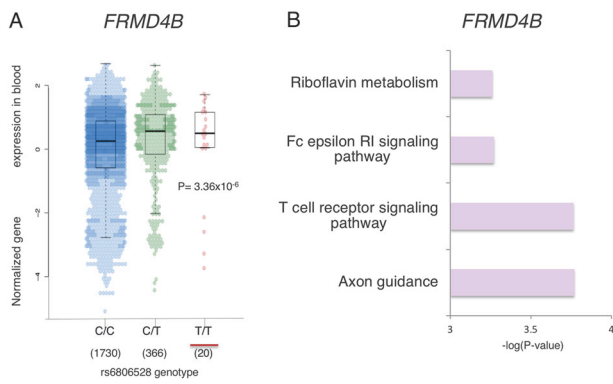 A
FRMD4B
Normalized gene
expression in blood
2
0
-2
-4
P= 3.36x10-6
C/C
C/T
T/T
(1730)
(366)
(20)
rs6806528 genotype
B
FRMD4B
Riboflavin metabolism
Fc epsilon RI signaling
pathway
T cell receptor signaling
pathway
Axon guidance
3
3.5
4
-log(P-value)